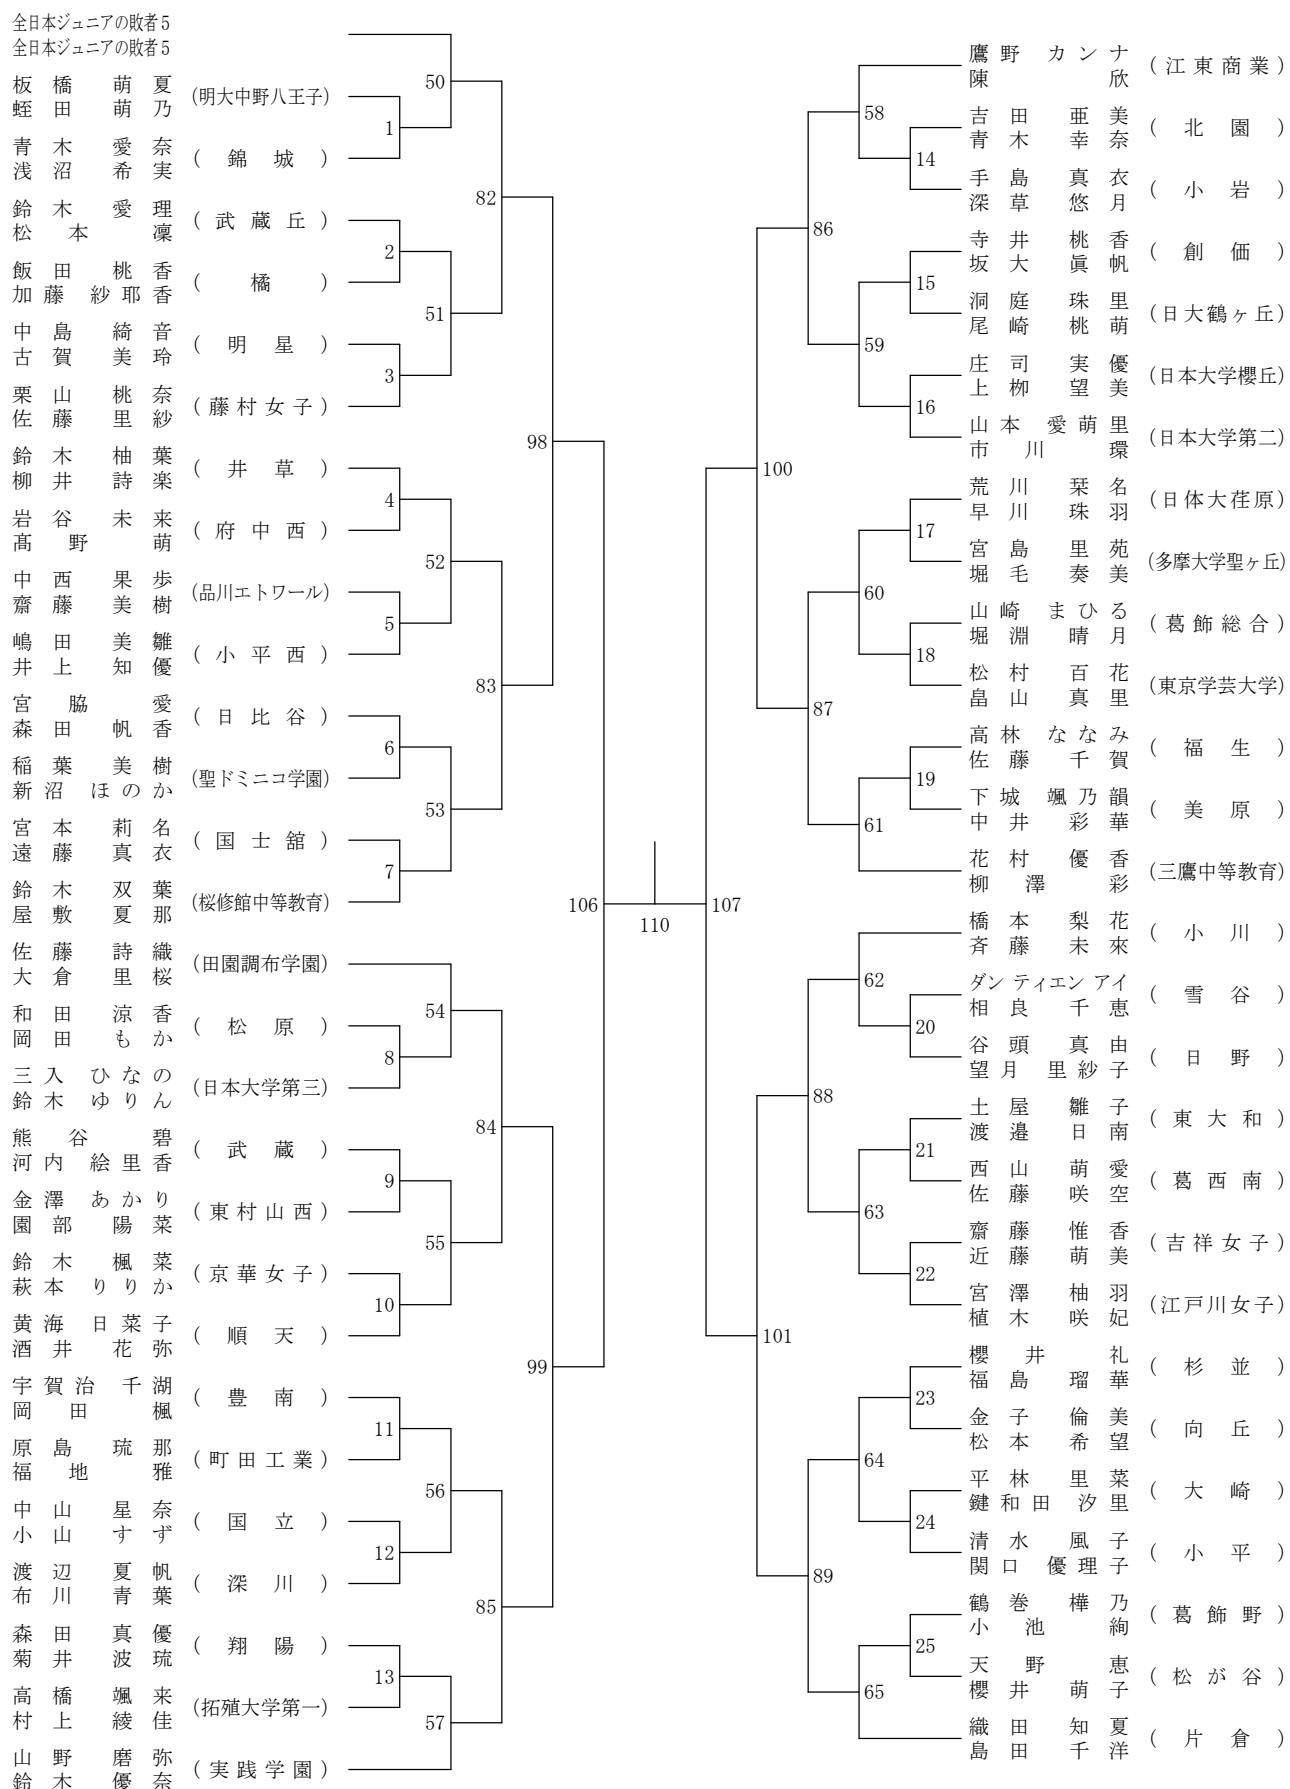 全日本ジュニアの敗者5
全日本ジュニアの敗者5
50
板橋 萌夏
蛭田 萌乃
(明大中野八王子)
1
青木 愛奈
浅沼 希実
(錦城)
82
鈴木 愛理
松本 凜
(武蔵丘)
2
飯田 桃香
加藤 紗耶香
(橘)
51
中島 綺音
古賀 美玲
(明星)
3
栗山 桃奈
佐藤 里紗
(藤村女子)
98
鈴木 柚葉
柳井 詩楽
(井草)
4
岩谷 未来
髙野 萌
(府中西)
52
中西 果歩
齋藤 美樹
(品川エトワール)
5
嶋田 美雛
井上 知優
(小平西)
83
宮脇 愛
森田 帆香
(日比谷)
6
稲葉 美樹
新沼 ほのか
(聖ドミニコ学園)
53
宮本 莉名
遠藤 真衣
(国士舘)
7
鈴木 双葉
屋敷 夏那
(桜修館中等教育)
106
110
107
佐藤 詩織
大倉 里桜
(田園調布学園)
54
和田 涼香
岡田 もか
(松原)
8
三入 ひなの
鈴木 ゆりん
(日本大学第三)
84
熊谷 碧
河内 絵里香
(武蔵)
9
金澤 あかり
園部 陽菜
(東村山西)
55
鈴木 楓菜
萩本 りりか
(京華女子)
10
黄海 日菜子
酒井 花弥
(順天)
99
宇賀治 千湖
岡田 楓
(豊南)
11
原島 琉那
福地 雅
(町田工業)
56
中山 星奈
小山 すず
(国立)
12
渡辺 夏帆
布川 青葉
(深川)
85
森田 真優
菊井 波琉
(翔陽)
13
高橋 颯来
村上 綾佳
(拓殖大学第一)
57
山野 磨弥
鈴木 優奈
(実践学園)
鷹野 カンナ
陳 欣
(江東商業)
58
吉田 亜美
青木 幸奈
(北園)
14
手島 真衣
深草 悠月
(小岩)
86
寺井 桃香
坂大 眞帆
(創価)
15
洞庭 珠里
尾崎 桃萌
(日大鶴ヶ丘)
59
庄司 実優
上栁 望美
(日本大学櫻丘)
16
山本 愛萌里
市川 環
(日本大学第二)
100
荒川 栞名
早川 珠羽
(日体大荏原)
17
宮島 里苑
堀毛 奏美
(多摩大学聖ヶ丘)
60
山崎 まひる
堀淵 晴月
(葛飾総合)
18
松村 百花
畠山 真里
(東京学芸大学)
87
高林 ななみ
佐藤 千賀
(福生)
19
下城 颯乃韻
中井 彩華
(美原)
61
花村 優香
柳澤 彩
(三鷹中等教育)
橋本 梨花
斉藤 未來
(小川)
62
ダン ティエン アイ
相良 千恵
(雪谷)
20
谷頭 真由
望月 里紗子
(日野)
88
土屋 雛子
渡邉 日南
(東大和)
21
西山 萌愛
佐藤 咲空
(葛西南)
63
齋藤 惟香
近藤 萌美
(吉祥女子)
22
宮澤 柚羽
植木 咲妃
(江戸川女子)
101
櫻井 礼
福島 瑠華
(杉並)
23
金子 倫美
松本 希望
(向丘)
64
平林 里菜
鍵和田 汐里
(大崎)
24
清水 風子
関口 優理子
(小平)
89
鶴巻 樺乃
小池 絢
(葛飾野)
25
天野 恵
櫻井 萌子
(松が谷)
65
織田 知夏
島田 千洋
(片倉)